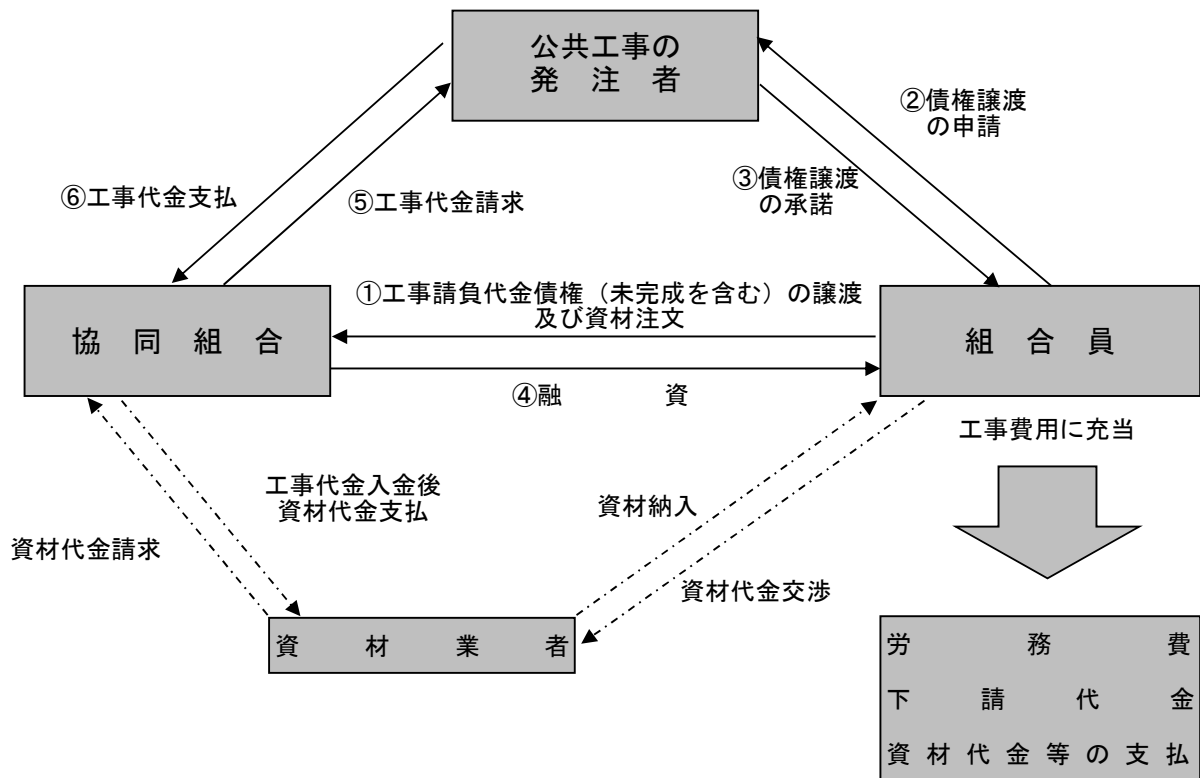 公共工事の
発注者
②債権譲渡
の申請
③債権譲渡
の承諾
⑥工事代金支払
⑤工事代金請求
①工事請負代金債権（未完成を含む）の譲渡
及び資材注文
協同組合
組合員
④融資
工事費用に充当
工事代金入金後
資材代金支払
資材納入
資材代金請求
資材代金交渉
資材業者
労務費
下請代金
資材代金等の支払